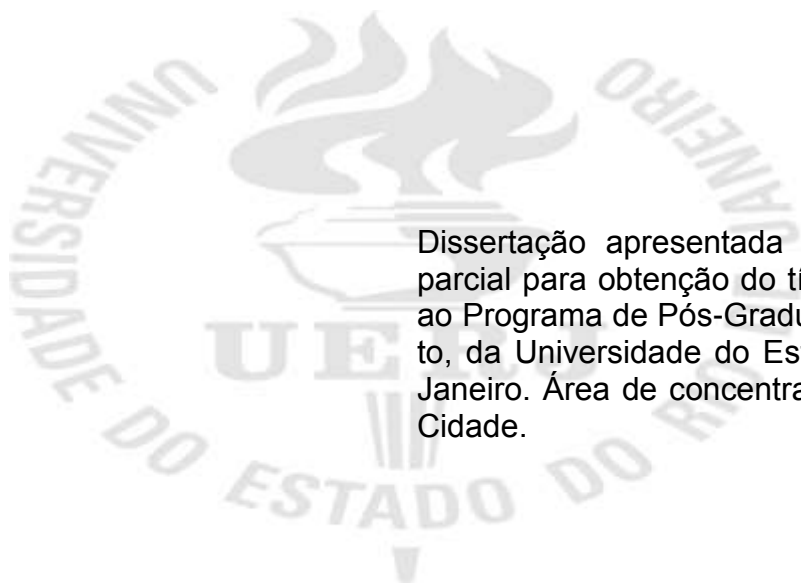 UNIVERSIDADE DO ESTADO DO RIO JANEIRO
UERJ
Dissertação apresentada
parcial para obtenção do tí
ao Programa de Pós-Gradu
to, da Universidade do Es
Janeiro. Área de concentra
Cidade.